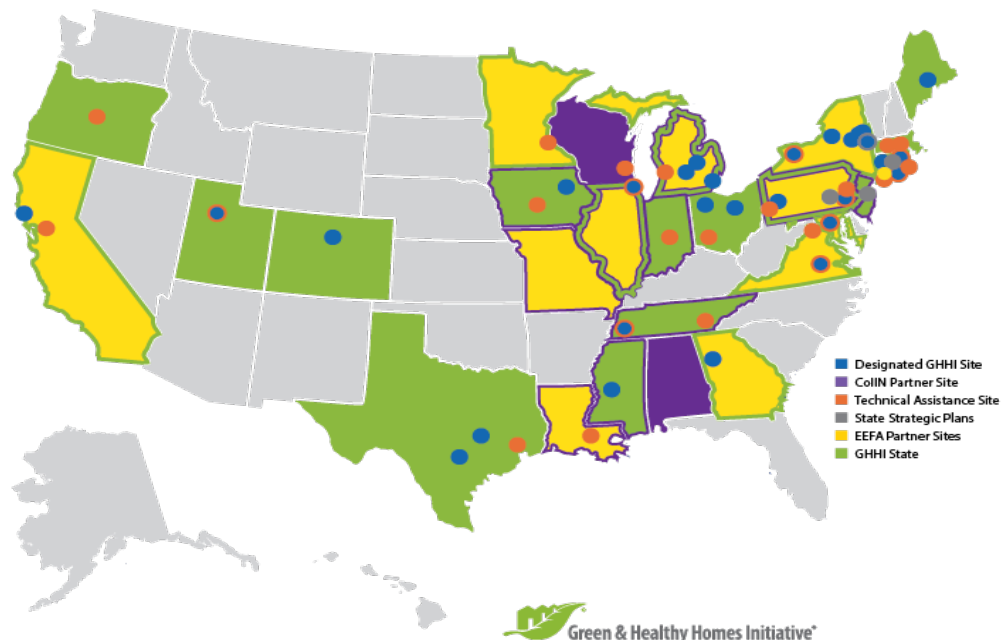 Designated GHHI Site
CoIIN Partner Site
Technical Assistance Site
State Strategic Plans
EEFA Partner Sites
GHHI State
Green & Healthy Homes Initiative®